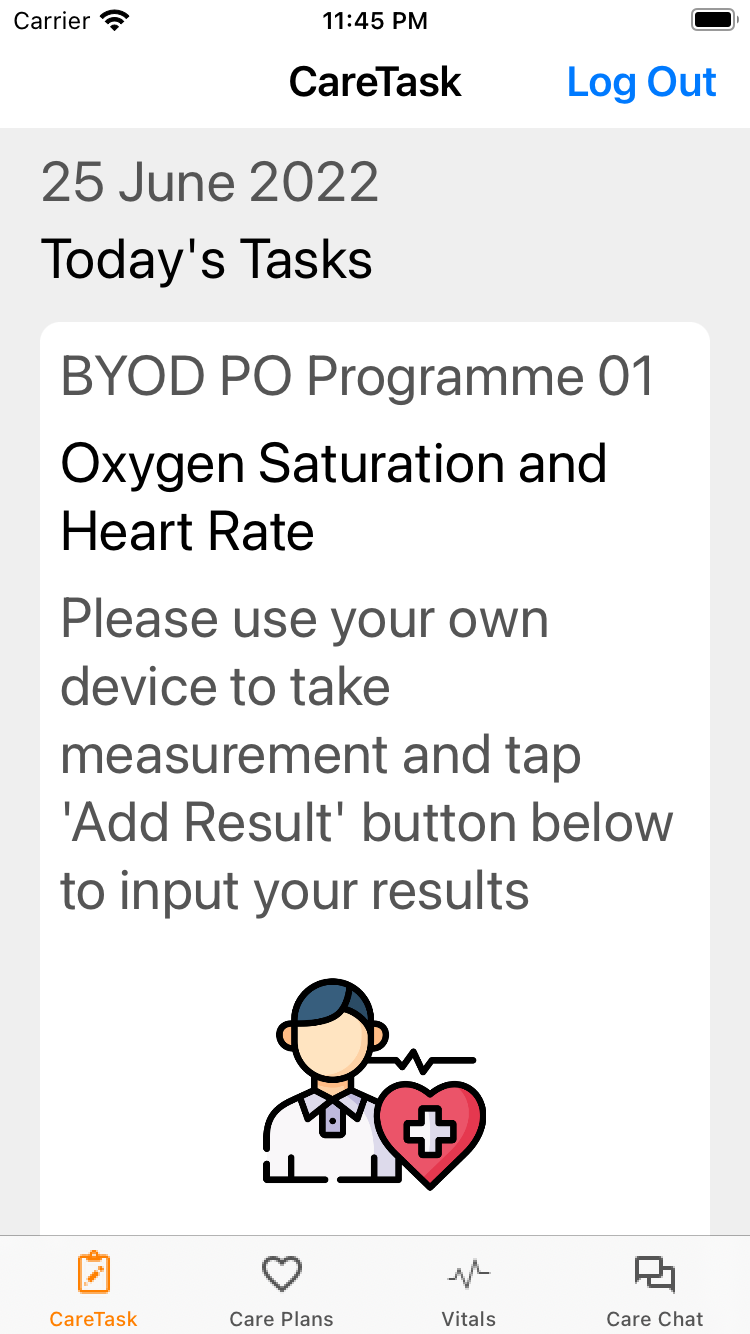 Carrier 11:45 PM
CareTask Log Out
25 June 2022
Today's Tasks
BYOD PO Programme 01
Oxygen Saturation and
Heart Rate
Please use your own
device to take
measurement and tap
'Add Result' button below
to input your results
CareTask Care Plans Vitals Care Chat